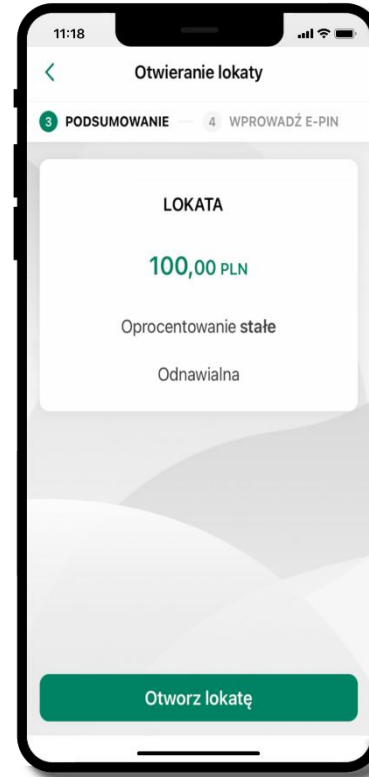 11:18
Otwieranie lokaty
3 PODSUMOWANIE 4 WPROWADŹ E-PIN
LOKATA
100,00 PLN
Oprocentowanie stałe
Odnawialna
Otworz lokatę